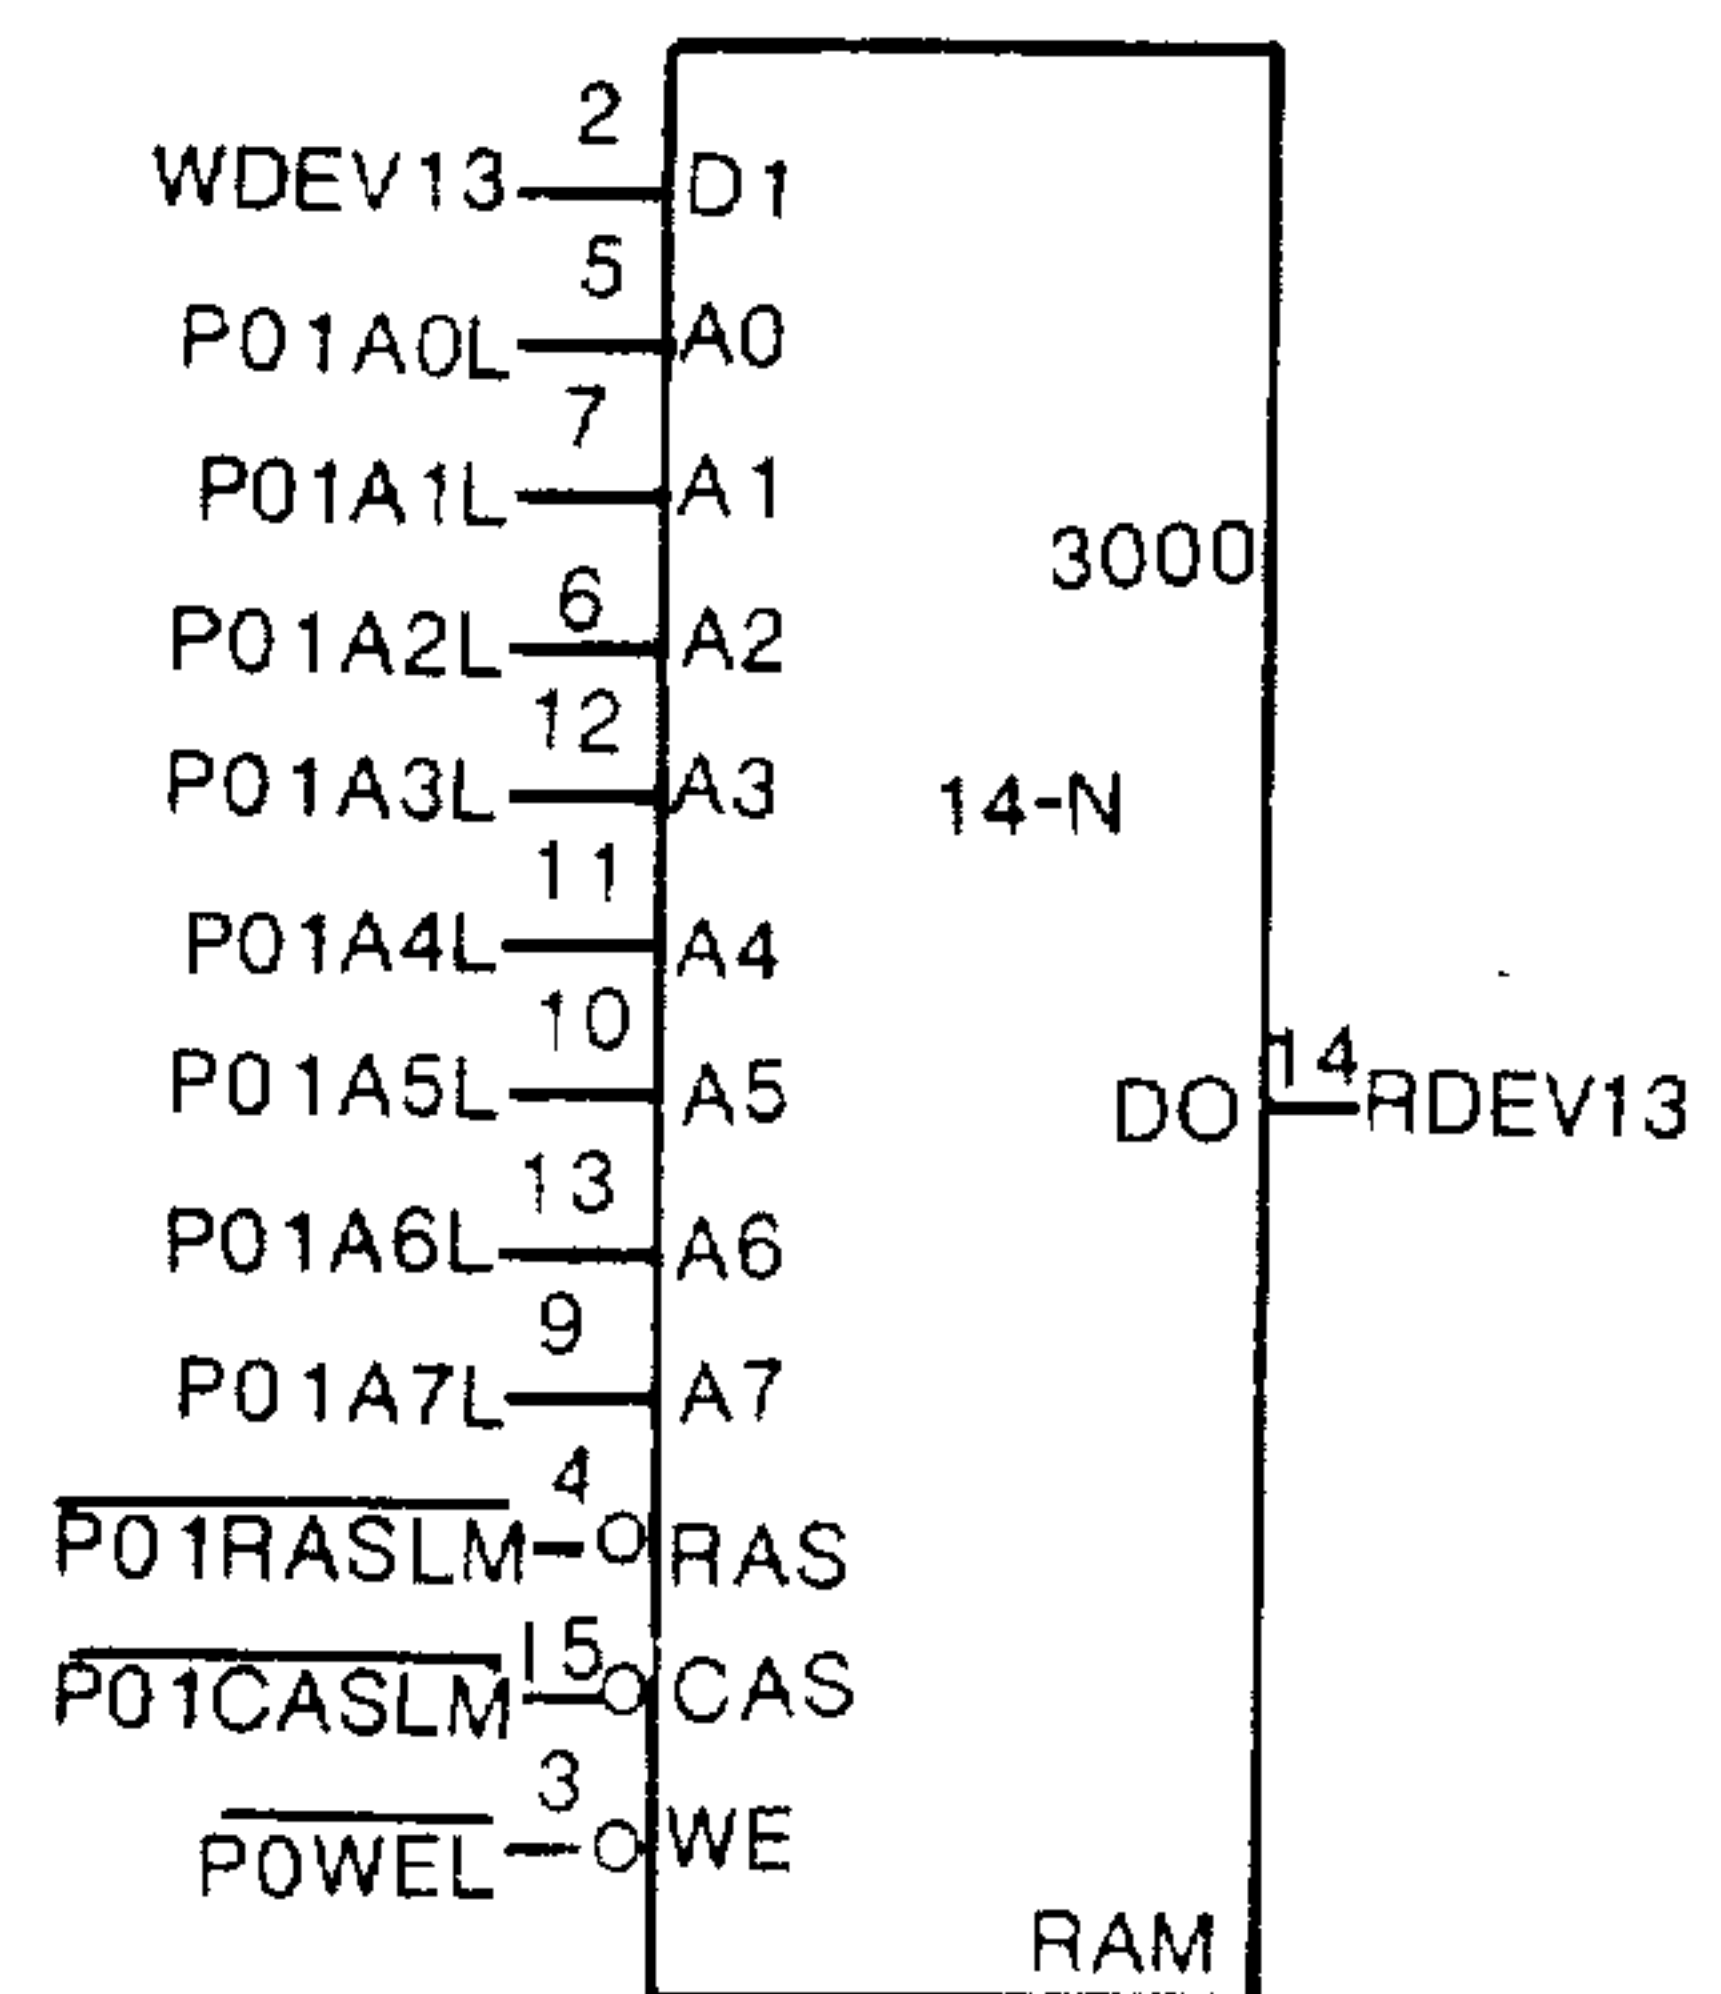 2
WDEV13 D1
5
P01A0L A0
7
P01A1L A1
3000
6
P01A2L A2
12
P01A3L A3 14-N
11
P01A4L A4
10
P01A5L A5
14
DO RDEV13
13
P01A6L A6
9
P01A7L A7
4
P01RASLM RAS
15
P01CASLM CAS
3
P0WEL WE
RAM